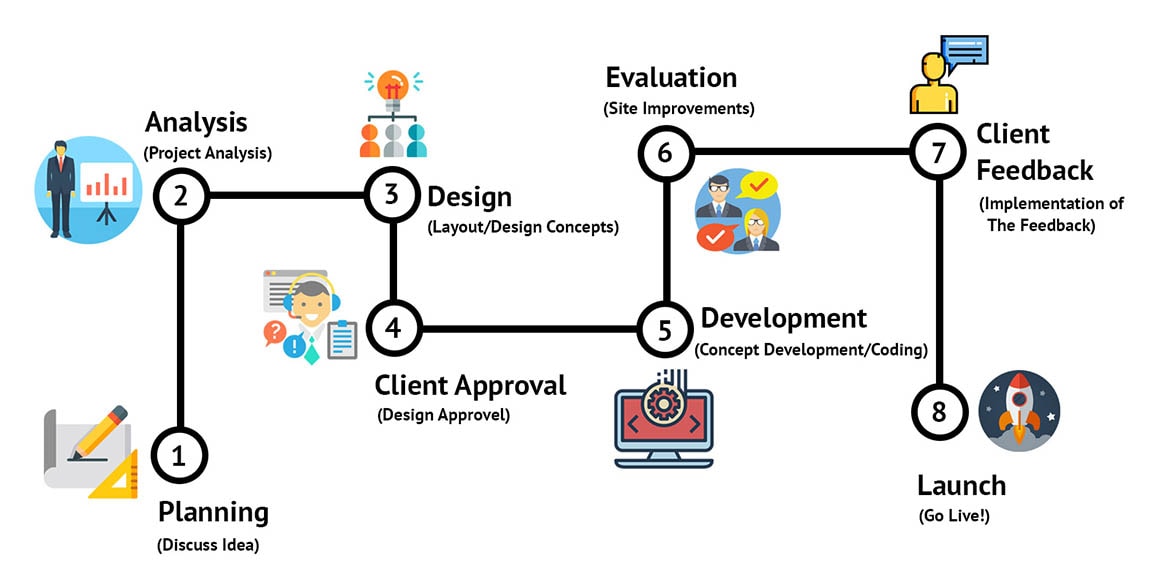 1
Planning
(Discuss Idea)
2
Analysis
(Project Analysis)
3
Design
(Layout/Design Concepts)
4
Client Approval
(Design Approvel)
5
Development
(Concept Development/Coding)
6
Evaluation
(Site Improvements)
7
Client
Feedback
(Implementation of
The Feedback)
8
Launch
(Go Live!)